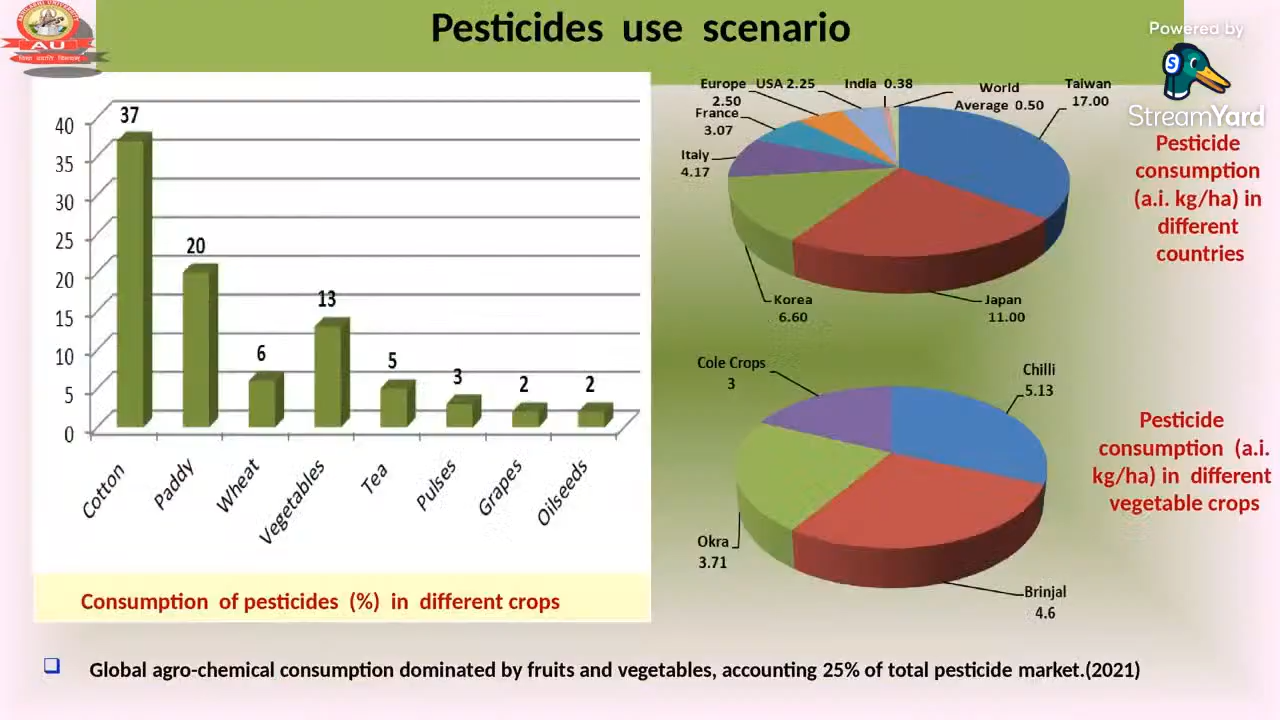 Pesticides use scenario
AU
Powered by
S
StreamYard
37
20
6
13
5
3
2
2
40
35
30
25
20
15
10
5
0
Cotton
Paddy
Wheat
Vegetables
Tea
Pulses
Grapes
Oilseeds
Consumption of pesticides (%) in different crops
Europe
2.50
USA 2.25
India 0.38
World
Average 0.50
Taiwan
17.00
France
3.07
Italy
4.17
Korea
6.60
Japan
11.00
Pesticide
consumption
(a.i. kg/ha) in
different
countries
Cole Crops
3
Chilli
5.13
Okra
3.71
Brinjal
4.6
Pesticide
consumption (a.i.
kg/ha) in different
vegetable crops
Global agro-chemical consumption dominated by fruits and vegetables, accounting 25% of total pesticide market.(2021)